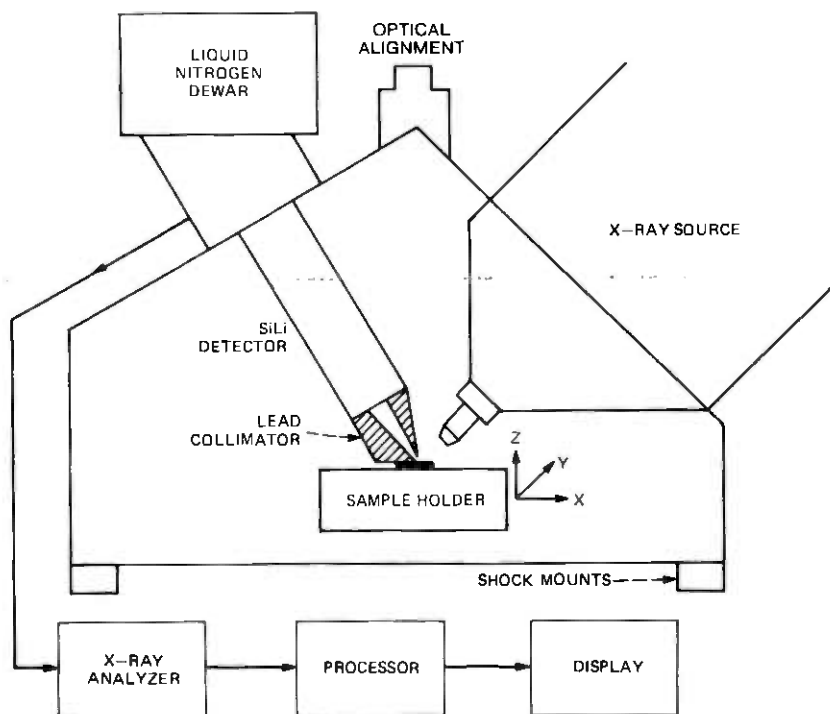 LIQUID
NITROGEN
DEWAR
OPTICAL
ALIGNMENT
X-RAY SOURCE
SiLi
DETECTOR
LEAD
COLLIMATOR
Z
Y
X
SAMPLE HOLDER
SHOCK MOUNTS
X-RAY
ANALYZER
PROCESSOR
DISPLAY